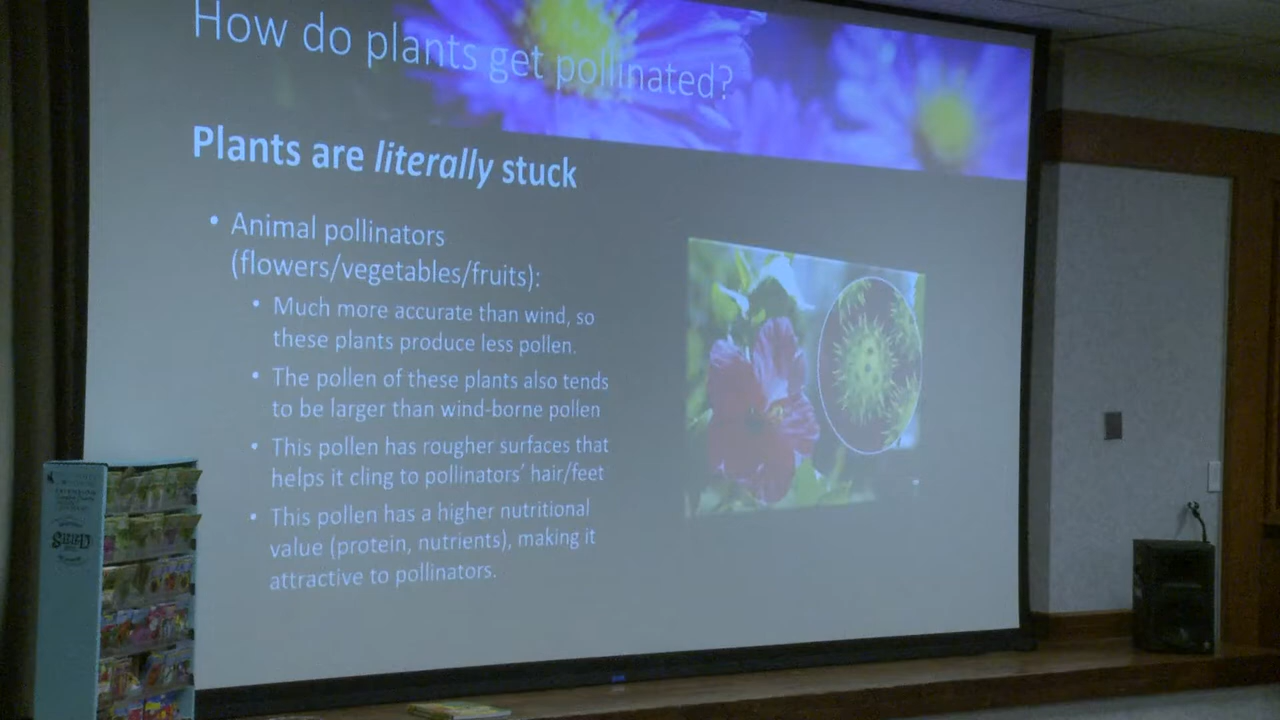 How do plants get pollinated?
Plants are literally stuck
• Animal pollinators
(flowers/vegetables/fruits):
• Much more accurate than wind, so
these plants produce less pollen.
• The pollen of these plants also tends
to be larger than wind-borne pollen
• This pollen has rougher surfaces that
helps it cling to pollinators’ hair/feet
• This pollen has a higher nutritional
value (protein, nutrients), making it
attractive to pollinators.